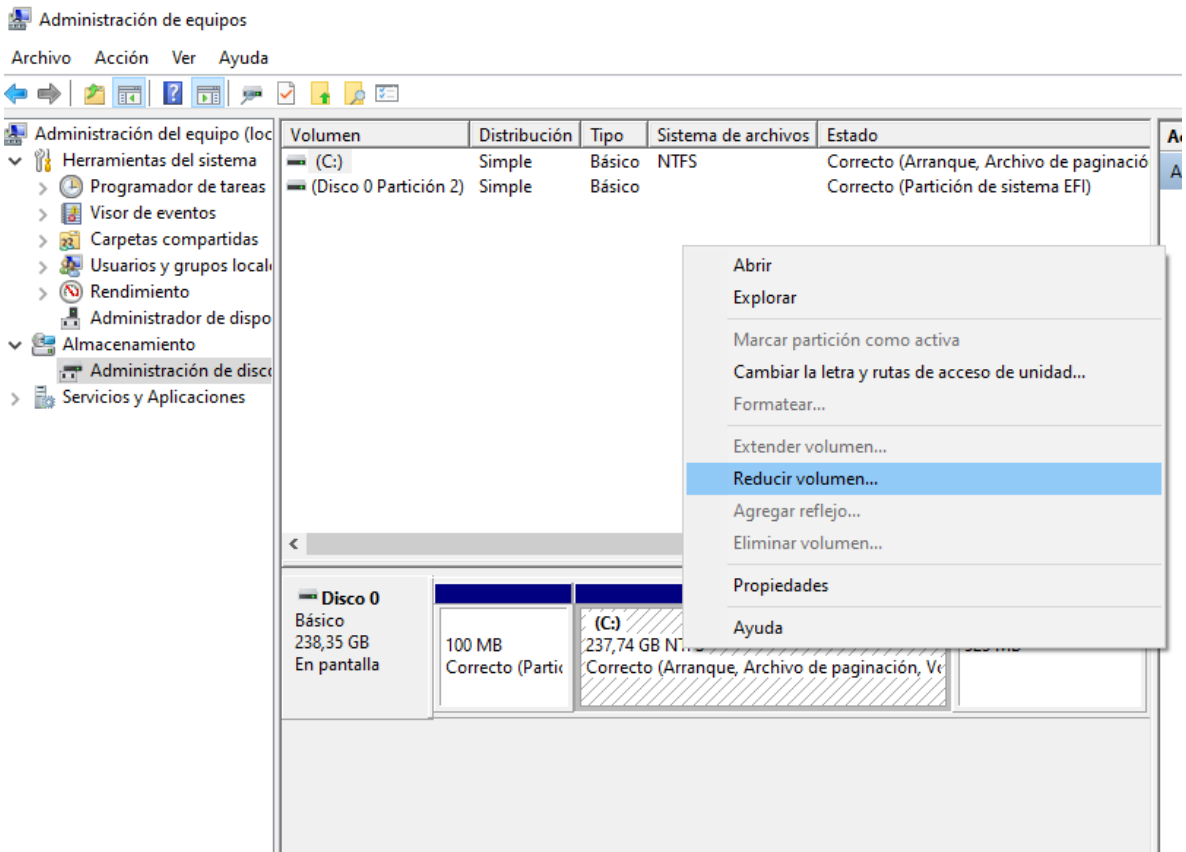 Administración de equipos
Archivo Acción Ver Ayuda
Administración del equipo (loc
Herramientas del sistema
Programador de tareas
Visor de eventos
Carpetas compartidas
Usuarios y grupos locale
Rendimiento
Administrador de dispo
Almacenamiento
Administración de disco
Servicios y Aplicaciones
Volumen Distribución Tipo Sistema de archivos Estado
(C:) Simple Básico NTFS Correcto (Arranque, Archivo de paginació
(Disco 0 Partición 2) Simple Básico Correcto (Partición de sistema EFI)
Abrir
Explorar
Marcar partición como activa
Cambiar la letra y rutas de acceso de unidad...
Formatear...
Extender volumen...
Reducir volumen...
Agregar reflejo...
Eliminar volumen...
Propiedades
Ayuda
Disco 0
Básico
238,35 GB
En pantalla
100 MB
Correcto (Partic
(C:)
237,74 GB
Correcto (Arranque, Archivo de paginación, Vo